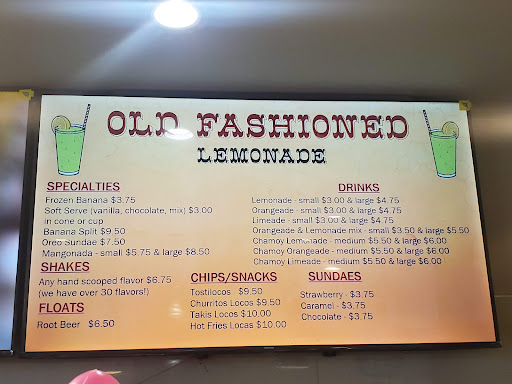 OLD FASHIONED
LEMONADE
SPECIALTIES
Frozen Banana $3.75
Soft Serve (vanilla, chocolate, mix) $3.00
in cone or cup
Banana Split $9.50
Oreo Sundae $7.50
Mangonada - small $5.75 & large $8.50
SHAKES
Any hand scooped flavor $6.75
(we have over 30 flavors!)
FLOATS
Root Beer $6.50
DRINKS
Lemonade - small $3.00 & large $4.75
Orangeade - small $3.00 & large $4.75
Limeade - small $3.00 & large $4.75
Orangeade & Lemonade mix - small $3.50 & large $5.50
Chamoy Lemonade - medium $5.50 & large $6.00
Chamoy Orangeade - medium $5.50 & large $6.00
Chamoy Limeade - medium $5.50 & large $6.00
CHIPS/SNACKS
Tostilocos $9.50
Churritos Locos $9.50
Takis Locos $10.00
Hot Fries Locas $10.00
SUNDAES
Strawberry - $3.75
Caramel - $3.75
Chocolate - $3.75